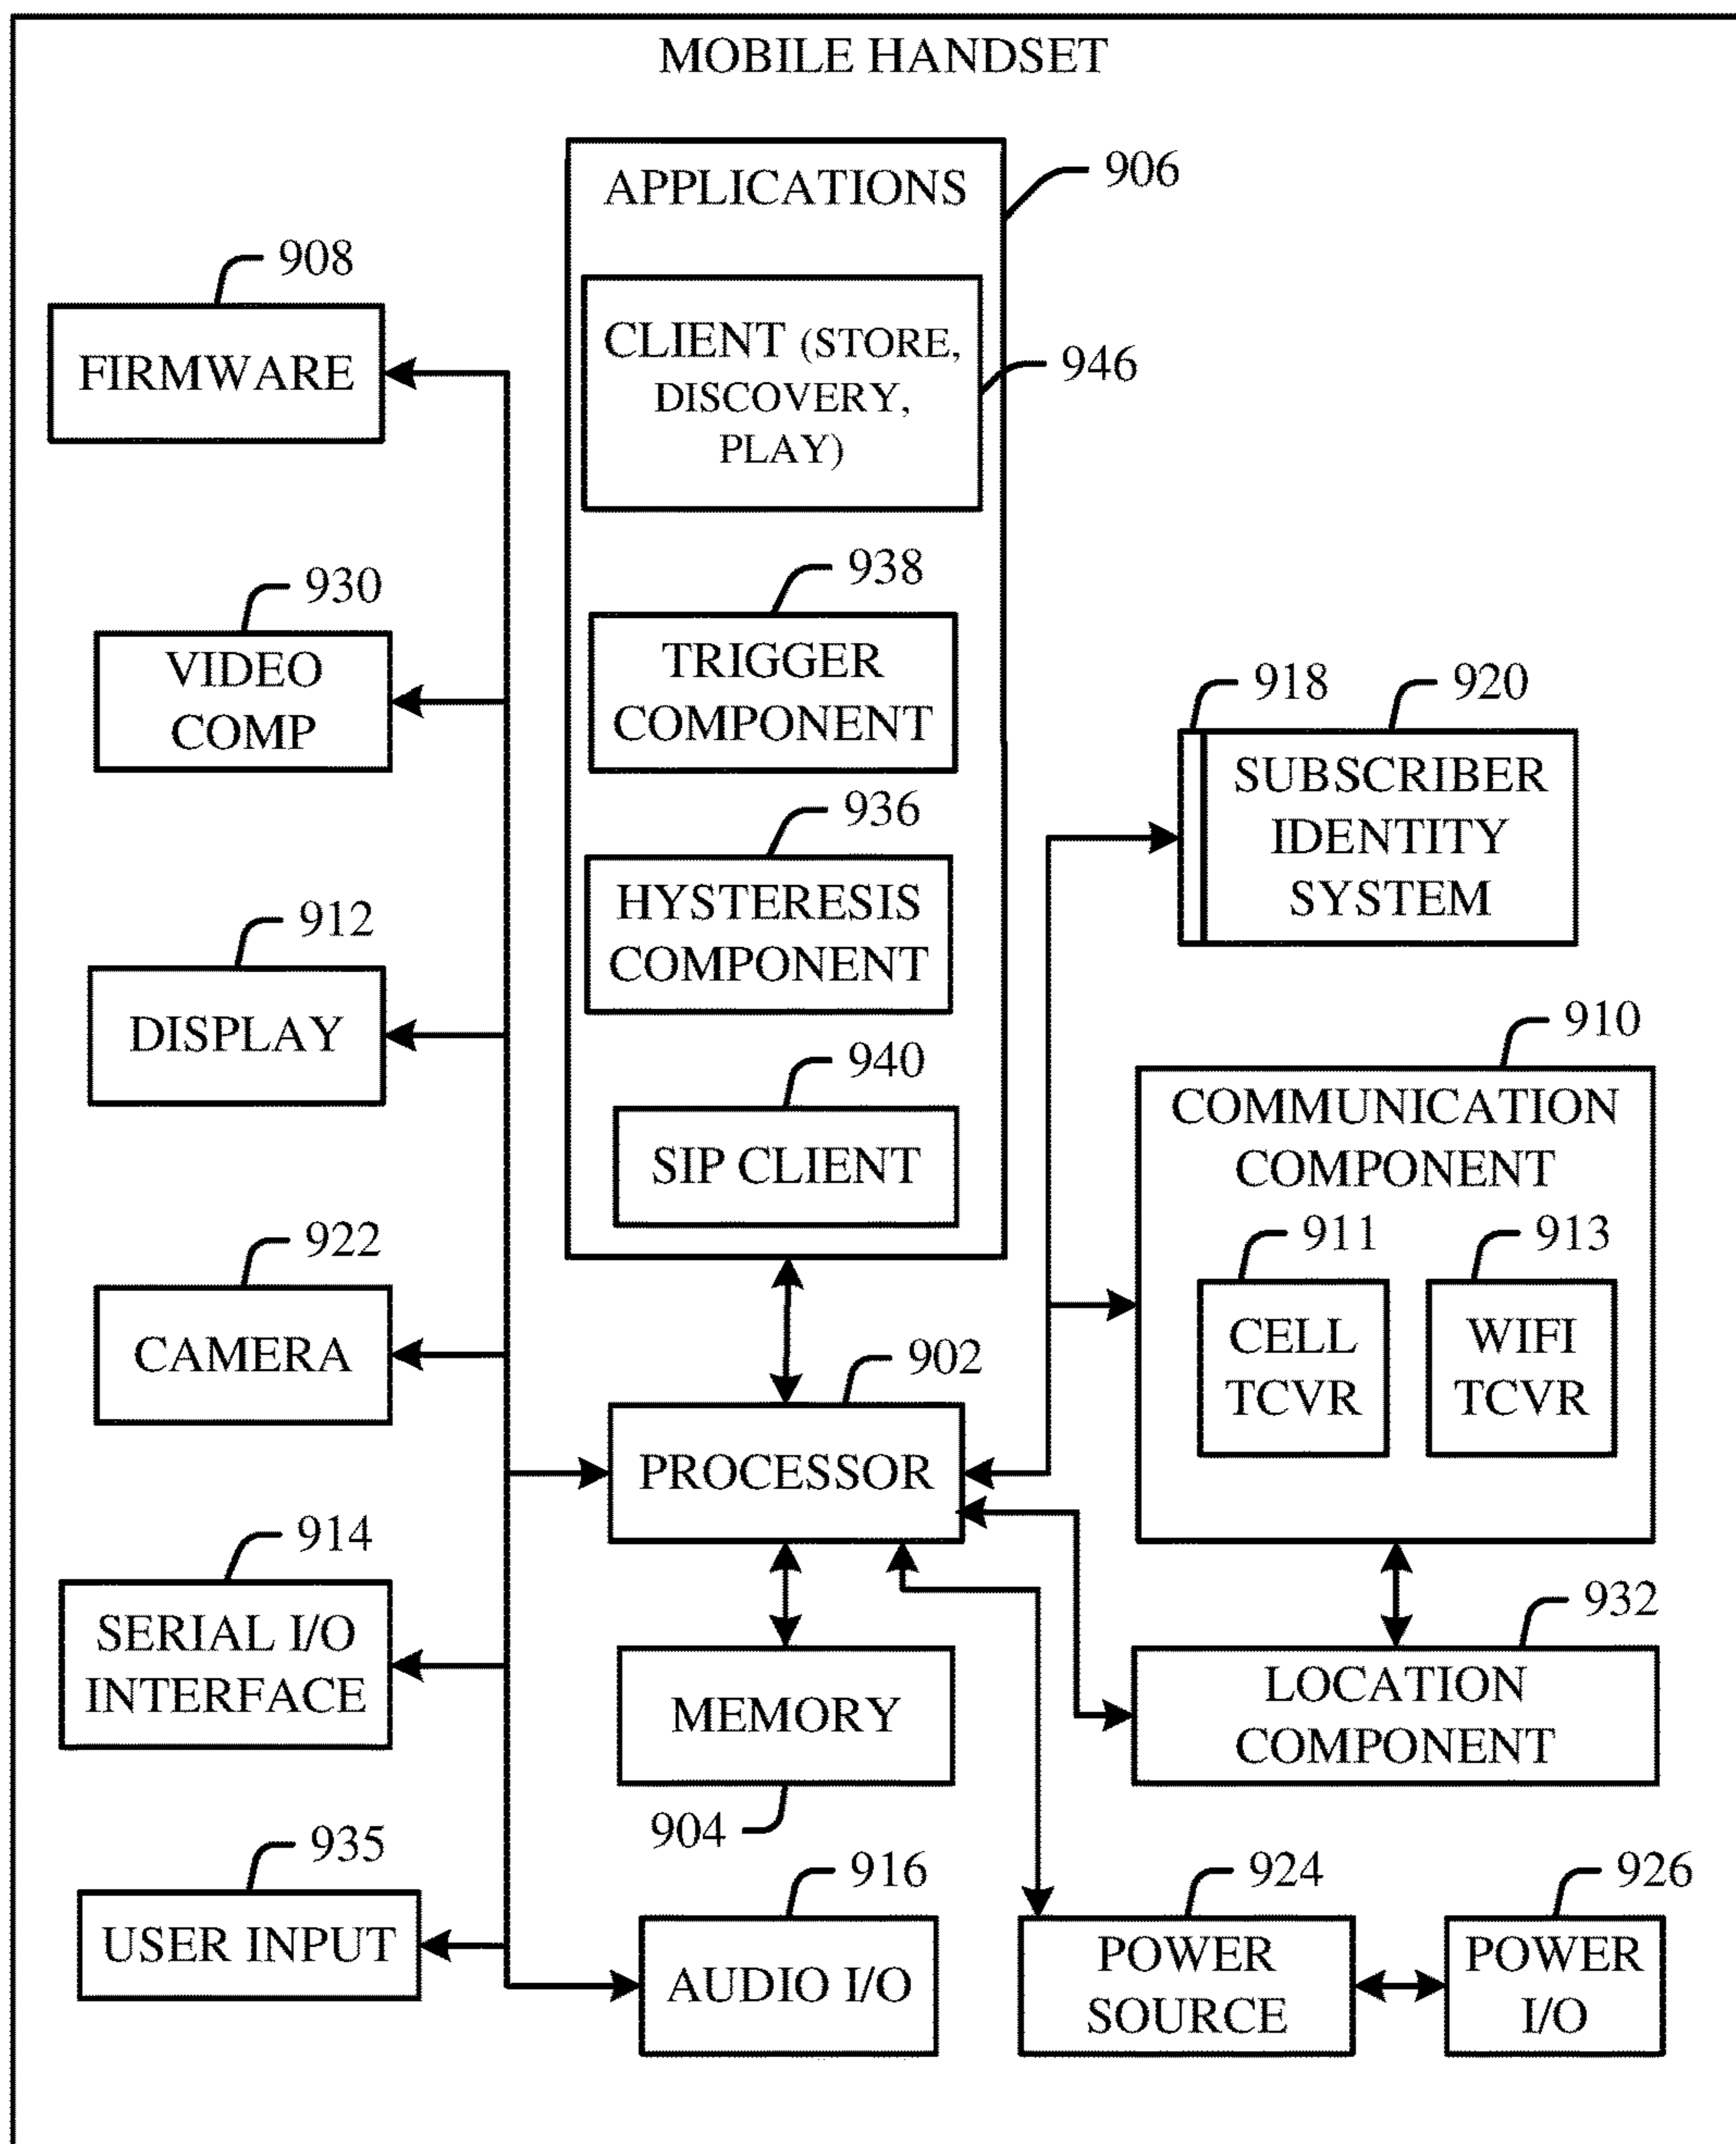 MOBILE HANDSET
906
APPLICATIONS
908
FIRMWARE
CLIENT (STORE,
DISCOVERY,
PLAY)
946
938
TRIGGER
COMPONENT
930
VIDEO
COMP
918
920
SUBSCRIBER
IDENTITY
SYSTEM
936
HYSTERESIS
COMPONENT
912
DISPLAY
940
SIP CLIENT
910
COMMUNICATION
COMPONENT
911
CELL
TCVR
913
WIFI
TCVR
922
CAMERA
902
PROCESSOR
914
SERIAL I/O
INTERFACE
MEMORY
904
932
LOCATION
COMPONENT
935
USER INPUT
916
AUDIO I/O
924
POWER
SOURCE
926
POWER
I/O